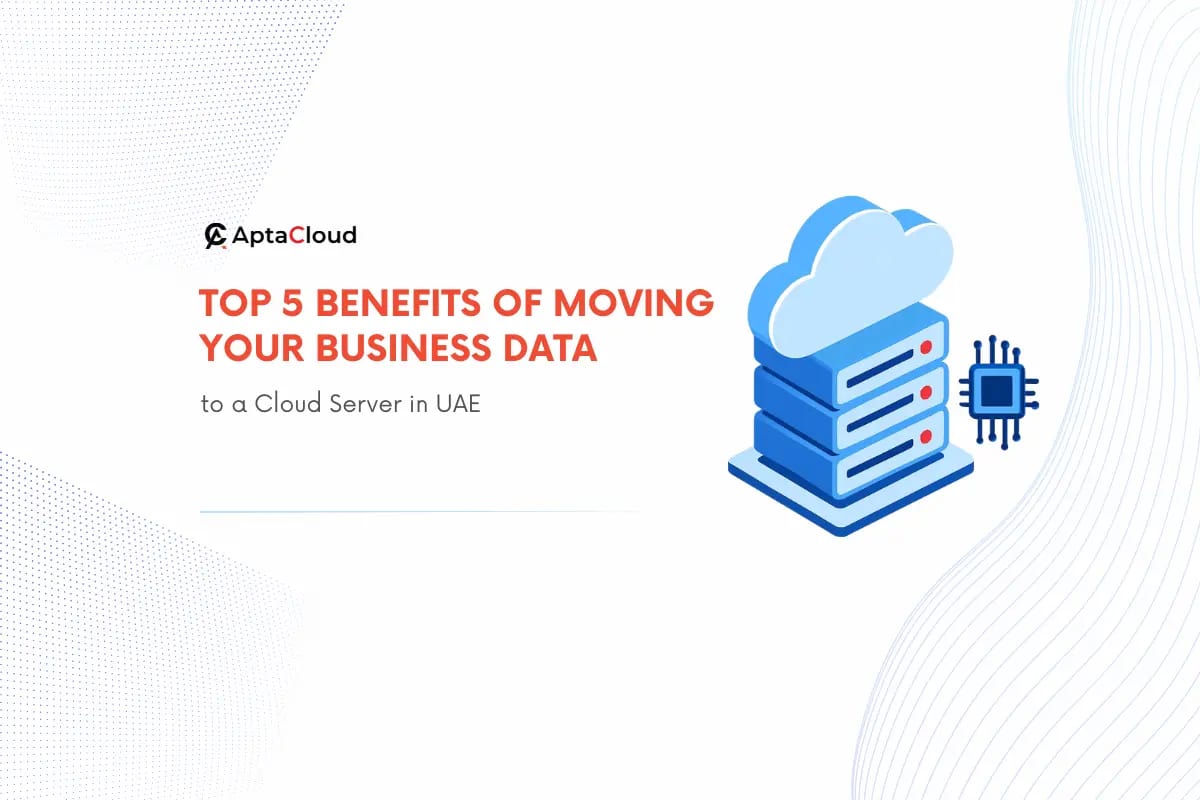 AptaCloud
TOP 5 BENEFITS OF MOVING
YOUR BUSINESS DATA
to a Cloud Server in UAE